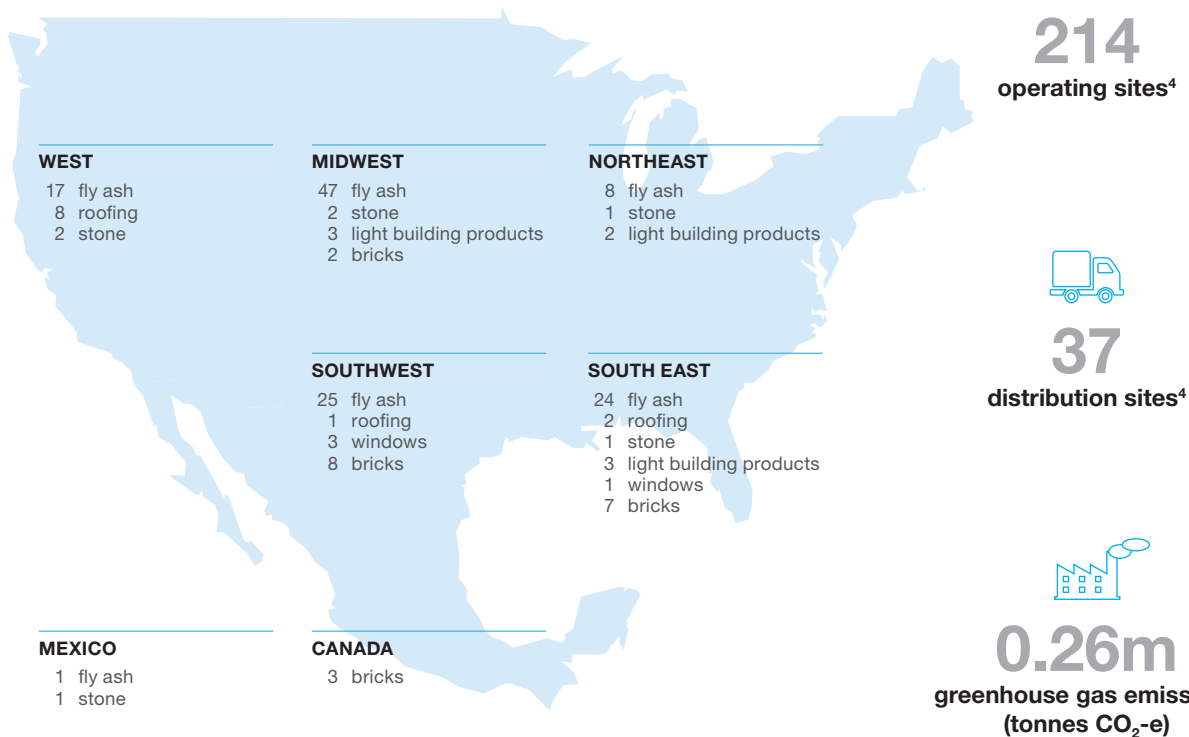 WEST
17 fly ash
8 roofing
2 stone
MIDWEST
47 fly ash
2 stone
3 light building products
2 bricks
NORTHEAST
8 fly ash
1 stone
2 light building products
SOUTHWEST
25 fly ash
1 roofing
3 windows
8 bricks
SOUTH EAST
24 fly ash
2 roofing
1 stone
3 light building products
1 windows
7 bricks
MEXICO
1 fly ash
1 stone
CANADA
3 bricks
214
operating sites⁴
37
distribution sites⁴
0.26m
greenhouse gas emiss
(tonnes CO₂-e)